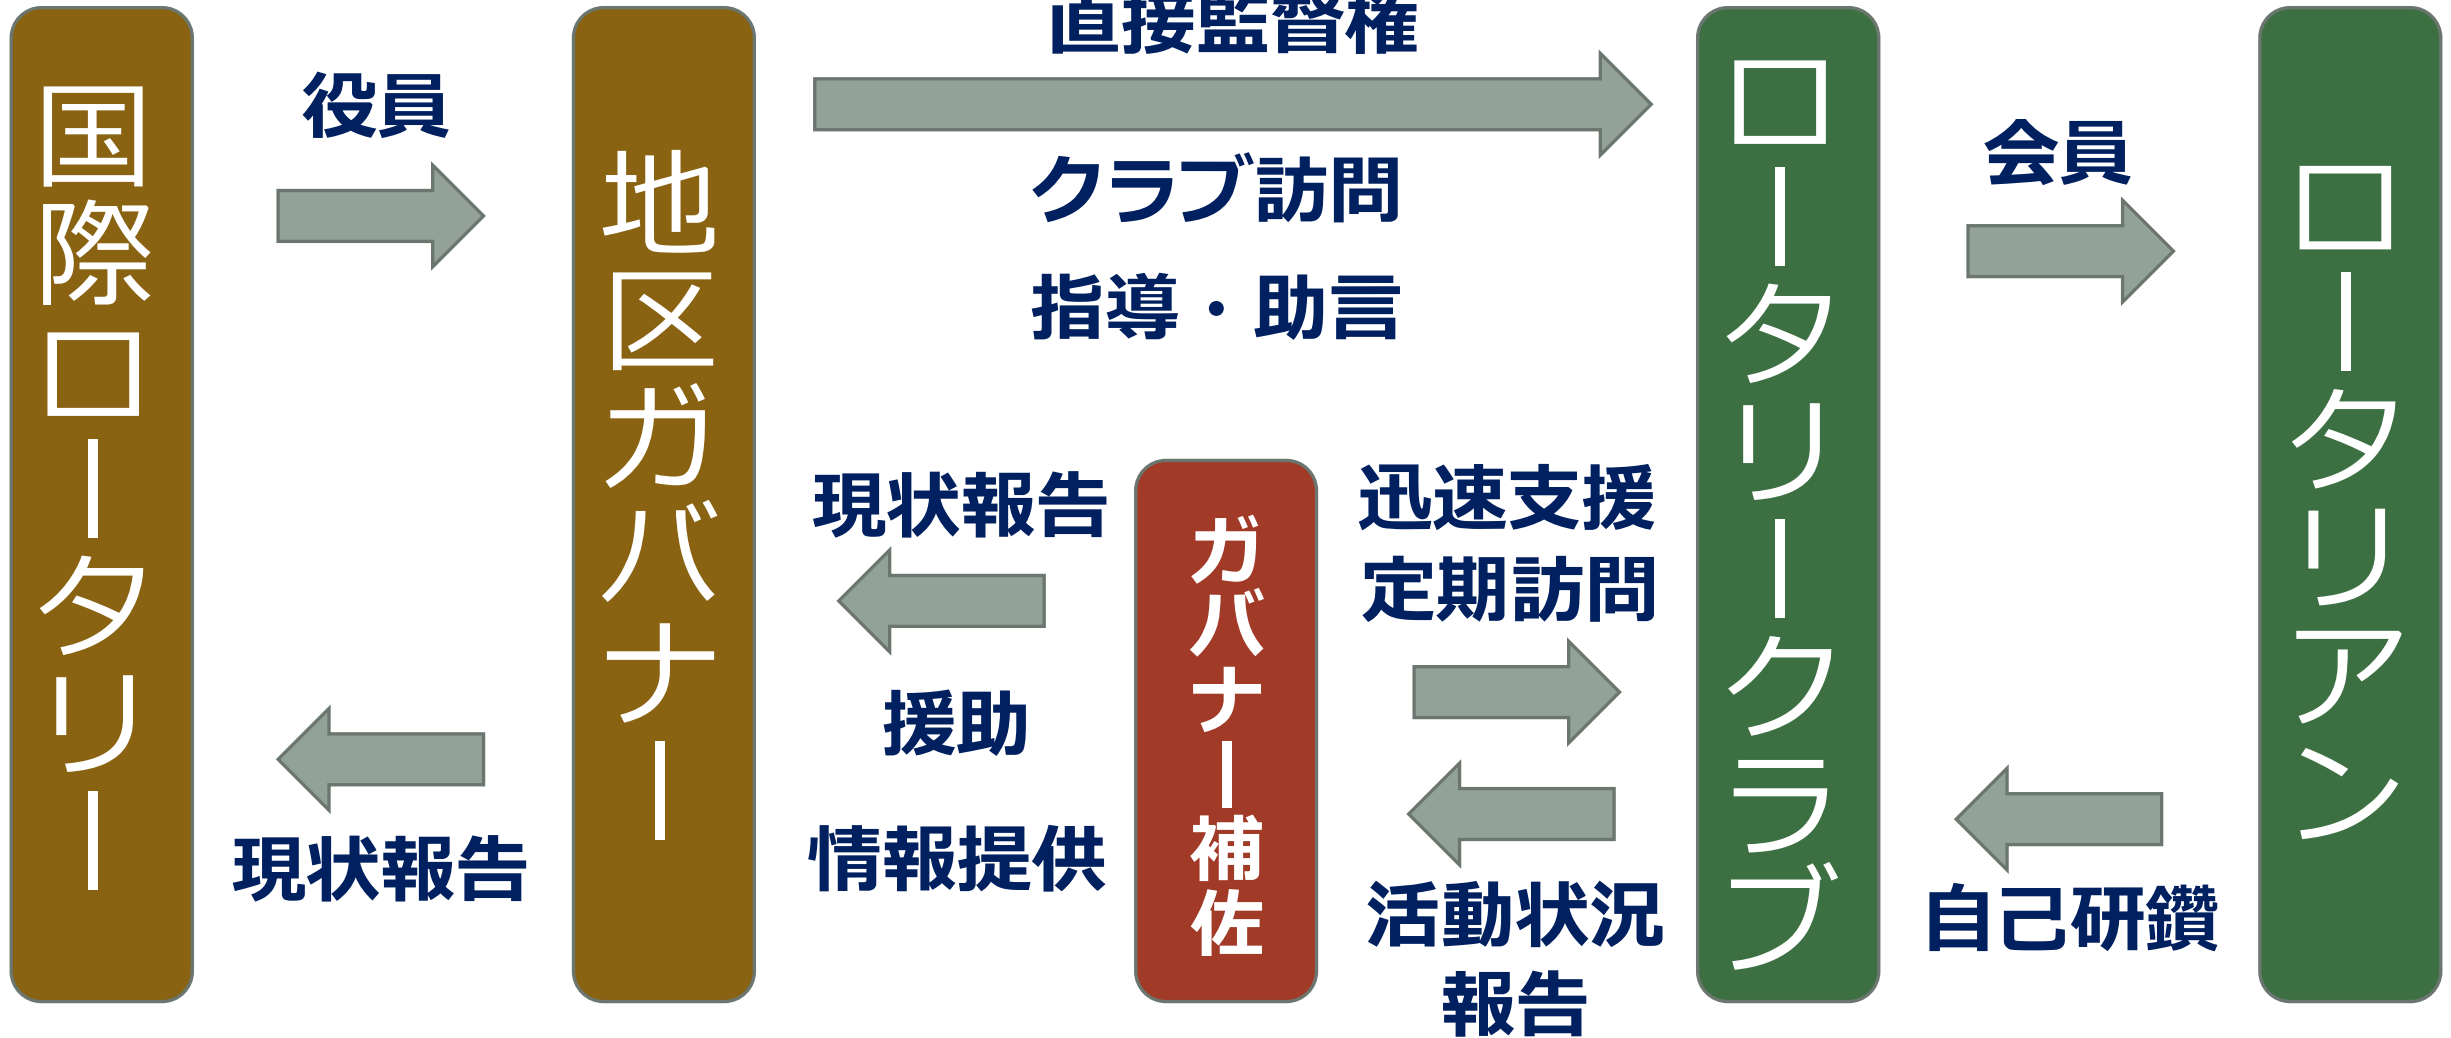 国際ロータリー
役員
現状報告
地区ガバナー
直接監督権
クラブ訪問
指導・助言
現状報告
援助
情報提供
ガバナー補佐
迅速支援
定期訪問
活動状況
報告
ロータリークラブ
会員
自己研鑽
ロータリアン